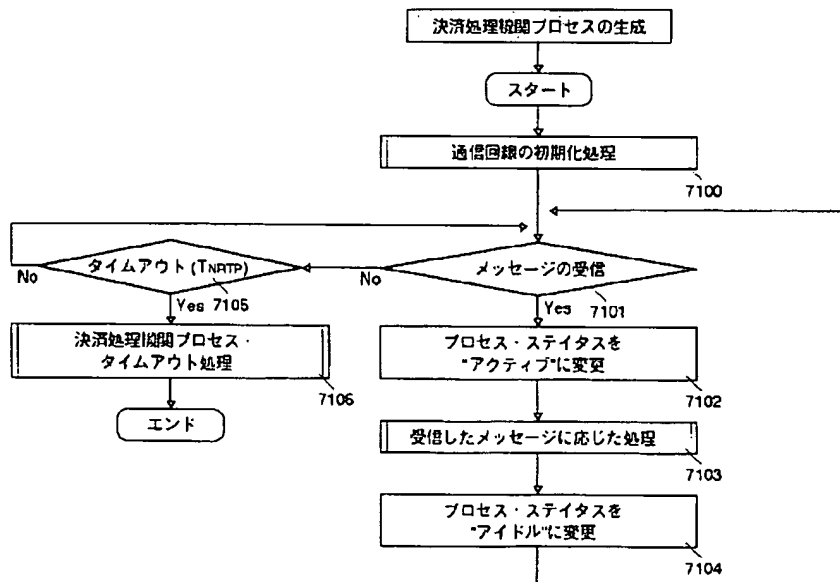 決済処理機関プロセスの生成
スタート
通信回線の初期化処理
7100
メッセージの受信
7101
No
Yes
タイムアウト (TNRTP)
7105
No
Yes
決済処理機関プロセス・
タイムアウト処理
7106
エンド
プロセス・ステイタスを
"アクティブ"に変更
7102
受信したメッセージに応じた処理
7103
プロセス・ステイタスを
"アイドル"に変更
7104